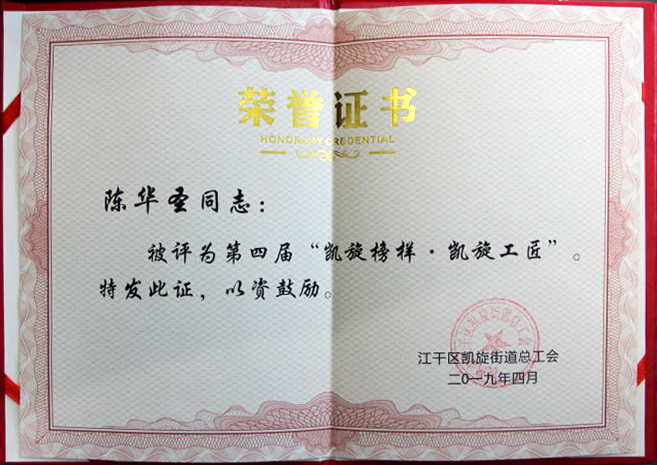 荣誉证书
HONORARY CREDENTIAL
陈华圣同志：
被评为第四届“凯旋榜样·凯旋工匠”。
特发此证，以资鼓励。
江干区凯旋街道总工会
二〇一九年四月